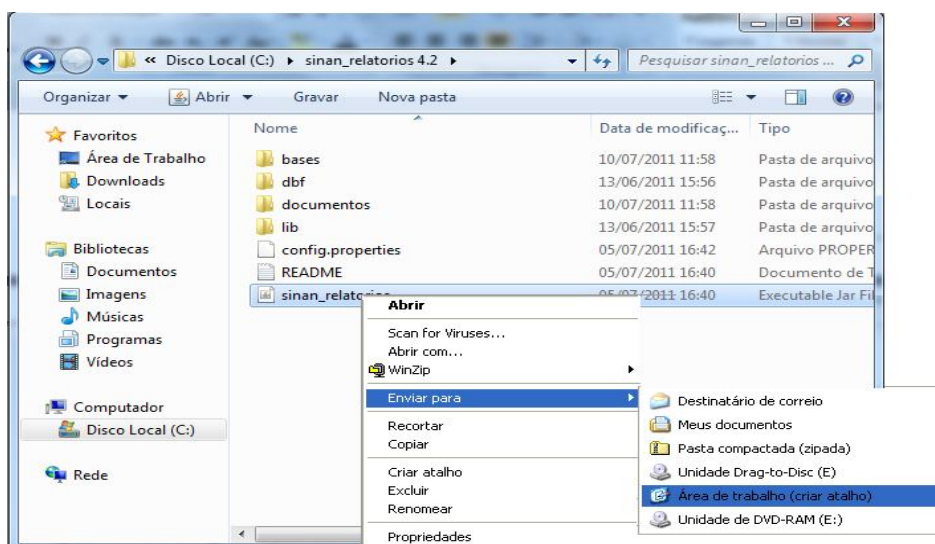 « Disco Local (C:) ▸ sinan_relatorios 4.2 ▸
Pesquisar sinan_relatorios ...
Organizar Abrir Gravar Nova pasta
Favoritos
Área de Trabalho
Downloads
Locais
Bibliotecas
Documentos
Imagens
Músicas
Programas
Vídeos
Computador
Disco Local (C:)
Rede
Nome Data de modificaç... Tipo
bases 10/07/2011 11:58 Pasta de arquivo
dbf 13/06/2011 15:56 Pasta de arquivo
documentos 10/07/2011 11:58 Pasta de arquivo
lib 13/06/2011 15:57 Pasta de arquivo
config.properties 05/07/2011 16:42 Arquivo PROPER
README 05/07/2011 16:40 Documento de T
sinan_relatorios 05/07/2011 16:40 Executable Jar Fil
Abrir
Scan for Viruses...
Abrir com...
WinZip
Enviar para
Recortar
Copiar
Criar atalho
Excluir
Renomear
Propriedades
Destinatário de correio
Meus documentos
Pasta compactada (zipada)
Unidade Drag-to-Disc (E)
Área de trabalho (criar atalho)
Unidade de DVD-RAM (E:)